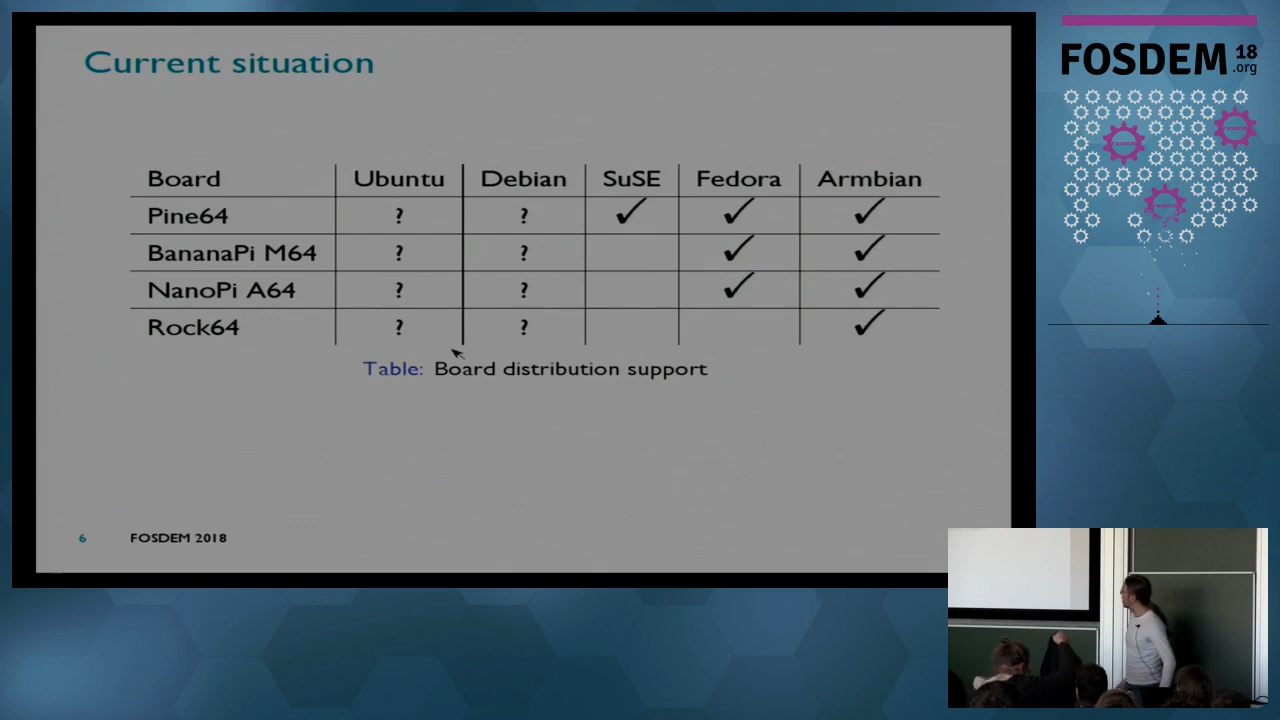 Current situation
Board Ubuntu Debian SuSE Fedora Armbian
Pine64 ? ? ✓ ✓ ✓
BananaPi M64 ? ? ✓ ✓
NanoPi A64 ? ? ✓ ✓
Rock64 ? ? ✓
Table: Board distribution support
6 FOSDEM 2018
FOSDEM 18
.org